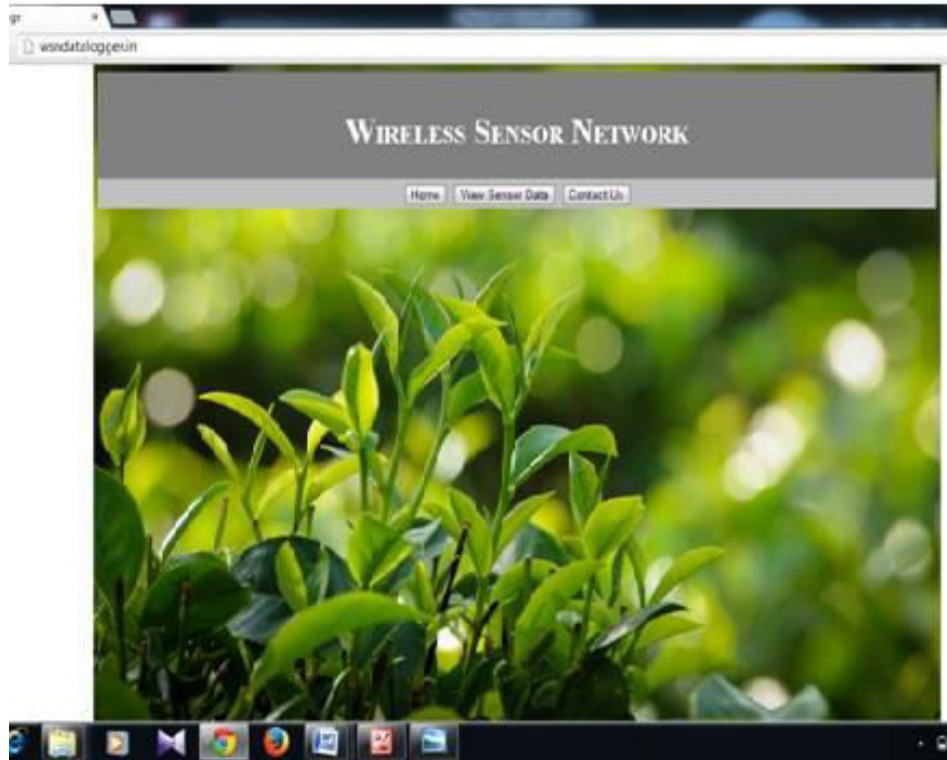 wsndatalogger.in
WIRELESS SENSOR NETWORK
Home View Sensor Data Contact Us